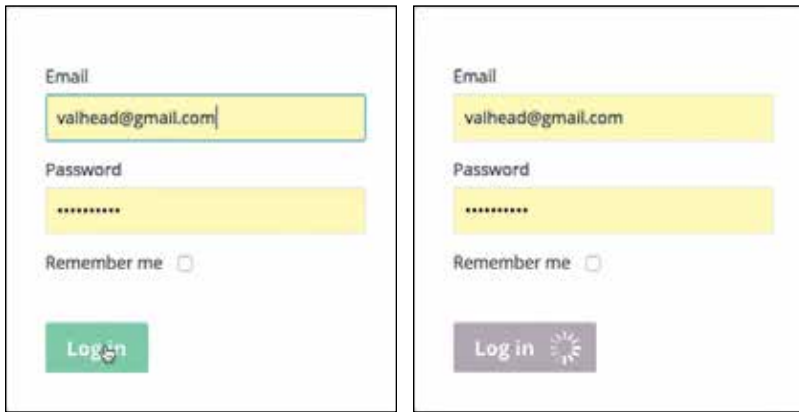 Email
valhead@gmail.com
Password
••••••••••
Remember me
Log in
Email
valhead@gmail.com
Password
••••••••••
Remember me
Log in